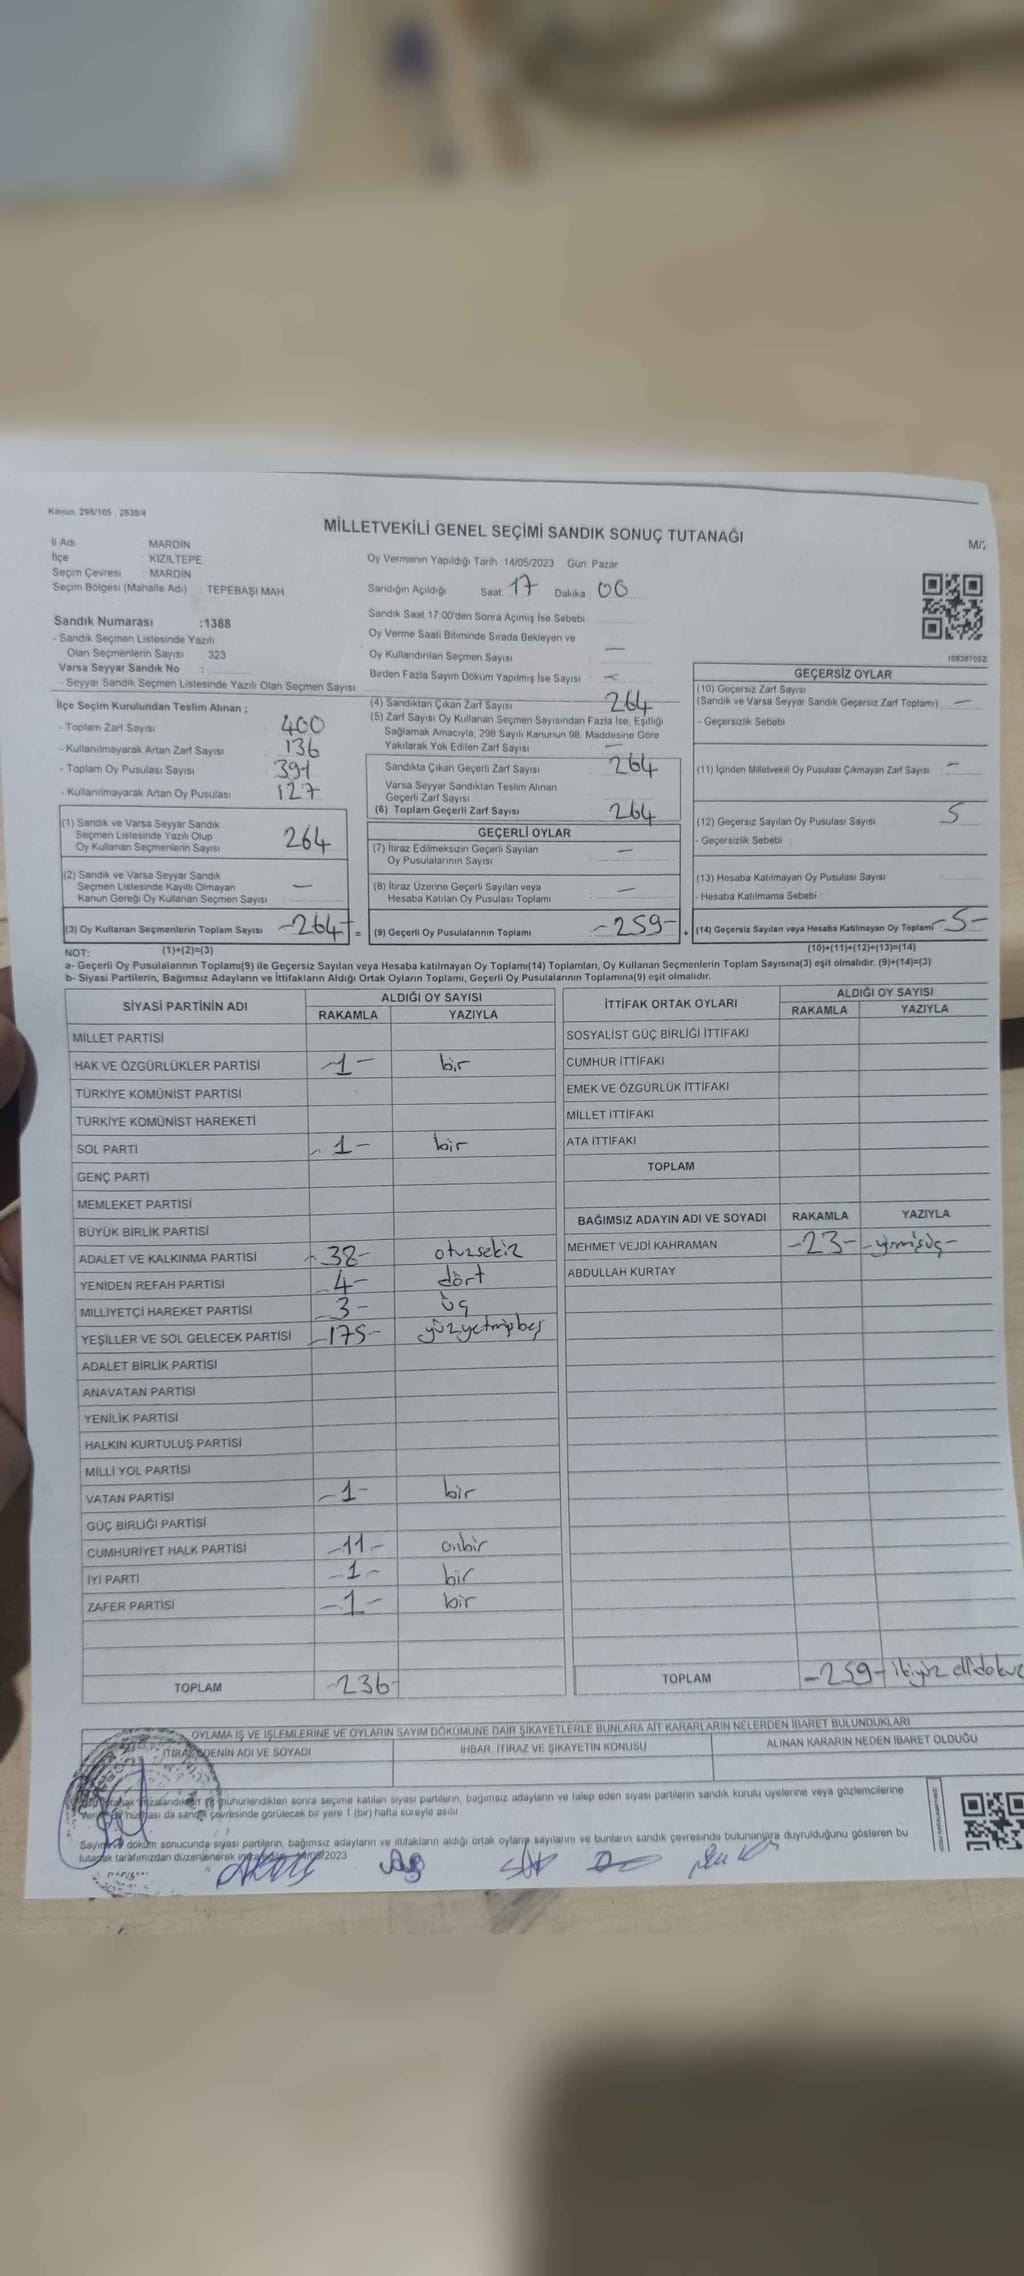 Kanun, 298/105 , 2839/4
MİLLETVEKİLİ GENEL SEÇİMİ SANDIK SONUÇ TUTANAĞI
İl Adı : MARDİN
İlçe : KIZILTEPE
Seçim Çevresi : MARDİN
Seçim Bölgesi (Mahalle Adı) : TEPEBAŞI MAH.
Sandık Numarası :1388
- Sandık Seçmen Listesinde Yazılı
Olan Seçmenlerin Sayısı : 323
Varsa Seyyar Sandık No :
- Seyyar Sandık Seçmen Listesinde Yazılı Olan Seçmen Sayısı :
Oy Vermenin Yapıldığı Tarih : 14/05/2023 Gün: Pazar
Sandığın Açıldığı Saat: 17 Dakika : 00
Sandık Saat 17:00'den Sonra Açılmış İse Sebebi :
Oy Verme Saati Bitiminde Sırada Bekleyen ve
Oy Kullandırılan Seçmen Sayısı —
Birden Fazla Sayım Döküm Yapılmış İse Sayısı
108387052
İlçe Seçim Kurulundan Teslim Alınan ;
- Toplam Zarf Sayısı : 400
- Kullanılmayarak Artan Zarf Sayısı : 136
- Toplam Oy Pusulası Sayısı : 391
- Kullanılmayarak Artan Oy Pusulası : 127
(1) Sandık ve Varsa Seyyar Sandık
Seçmen Listesinde Yazılı Olup
Oy Kullanan Seçmenlerin Sayısı 264
(2) Sandık ve Varsa Seyyar Sandık
Seçmen Listesinde Kayıtlı Olmayan
Kanun Gereği Oy Kullanan Seçmen Sayısı : —
(3) Oy Kullanan Seçmenlerin Toplam Sayısı -264-
(4) Sandıktan Çıkan Zarf Sayısı 264
(5) Zarf Sayısı Oy Kullanan Seçmen Sayısından Fazla İse, Eşitliği
Sağlamak Amacıyla, 298 Sayılı Kanunun 98. Maddesine Göre
Yakılarak Yok Edilen Zarf Sayısı —
Sandıkta Çıkan Geçerli Zarf Sayısı 264
Varsa Seyyar Sandıktan Teslim Alınan
Geçerli Zarf Sayısı
(6) Toplam Geçerli Zarf Sayısı 264
GEÇERLİ OYLAR
(7) İtiraz Edilmeksizin Geçerli Sayılan
Oy Pusulalarının Sayısı —
(8) İtiraz Üzerine Geçerli Sayılan veya
Hesaba Katılan Oy Pusulası Toplamı —
= (9) Geçerli Oy Pusulalarının Toplamı -259-
GEÇERSİZ OYLAR
(10) Geçersiz Zarf Sayısı
(Sandık ve Varsa Seyyar Sandık Geçersiz Zarf Toplamı) —
- Geçersizlik Sebebi :
(11) İçinden Milletvekili Oy Pusulası Çıkmayan Zarf Sayısı —
(12) Geçersiz Sayılan Oy Pusulası Sayısı 5
- Geçersizlik Sebebi :
(13) Hesaba Katılmayan Oy Pusulası Sayısı
- Hesaba Katılmama Sebebi :
+ (14) Geçersiz Sayılan veya Hesaba Katılmayan Oy Toplamı -5-
NOT: (1)+(2)=(3)
(10)+(11)+(12)+(13)=(14)
a- Geçerli Oy Pusulalarının Toplamı(9) ile Geçersiz Sayılan veya Hesaba katılmayan Oy Toplamı(14) Toplamları, Oy Kullanan Seçmenlerin Toplam Sayısına(3) eşit olmalıdır. (9)+(14)=(3)
b- Siyasi Partilerin, Bağımsız Adayların ve İttifakların Aldığı Oyların Toplamı, Geçerli Oy Pusulalarının Toplamına(9) eşit olmalıdır.
SİYASİ PARTİNİN ADI ALDIĞI OY SAYISI
RAKAMLA YAZIYLA
MİLLET PARTİSİ
HAK VE ÖZGÜRLÜKLER PARTİSİ -1- bir
TÜRKİYE KOMÜNİST PARTİSİ
TÜRKİYE KOMÜNİST HAREKETİ
SOL PARTİ -1- bir
GENÇ PARTİ
MEMLEKET PARTİSİ
BÜYÜK BİRLİK PARTİSİ
ADALET VE KALKINMA PARTİSİ -38- otuzsekiz
YENİDEN REFAH PARTİSİ -4- dört
MİLLİYETÇİ HAREKET PARTİSİ -3- üç
YEŞİLLER VE SOL GELECEK PARTİSİ -175- yüzyetmişbeş
ADALET BİRLİK PARTİSİ
ANAVATAN PARTİSİ
YENİLİK PARTİSİ
HALKIN KURTULUŞ PARTİSİ
MİLLİ YOL PARTİSİ
VATAN PARTİSİ -1- bir
GÜÇ BİRLİĞİ PARTİSİ
CUMHURİYET HALK PARTİSİ -11- onbir
İYİ PARTİ -1- bir
ZAFER PARTİSİ -1- bir
TOPLAM -236-
İTTİFAK ORTAK OYLARI ALDIĞI OY SAYISI
RAKAMLA YAZIYLA
SOSYALİST GÜÇ BİRLİĞİ İTTİFAKI
CUMHUR İTTİFAKI
EMEK VE ÖZGÜRLÜK İTTİFAKI
MİLLET İTTİFAKI
ATA İTTİFAKI
TOPLAM
BAĞIMSIZ ADAYIN ADI VE SOYADI RAKAMLA YAZIYLA
MEHMET VEJDİ KAHRAMAN -23- -yirmiüç-
ABDULLAH KURTAY
TOPLAM -259- ikiyüz ellidokuz
OYLAMA İŞ VE İŞLEMLERİNE VE OYLARIN SAYIM DÖKÜMÜNE DAİR ŞİKAYETLERLE BUNLARA AİT KARARLARIN NELERDEN İBARET BULUNDUKLARI
İTİRAZ EDENİN ADI VE SOYADI İHBAR, İTİRAZ VE ŞİKAYETİN KONUSU ALINAN KARARIN NEDEN İBARET OLDUĞU
mühürlendikten sonra seçime katılan siyasi partilerin, bağımsız adayların ve talep eden siyasi partilerin sandık kurulu üyelerine veya gözlemcilerine
da sandık çevresinde görülecek bir yere 1 (bir) hafta süreyle asılır.
Sayım ve döküm sonucunda siyasi partilerin, bağımsız adayların ve ittifakların aldığı ortak oyların sayılarını ve bunların sandık çevresinde bulunanlara duyurulduğunu gösteren bu
tutanak tarafımızdan düzenlenerek 14/05/2023